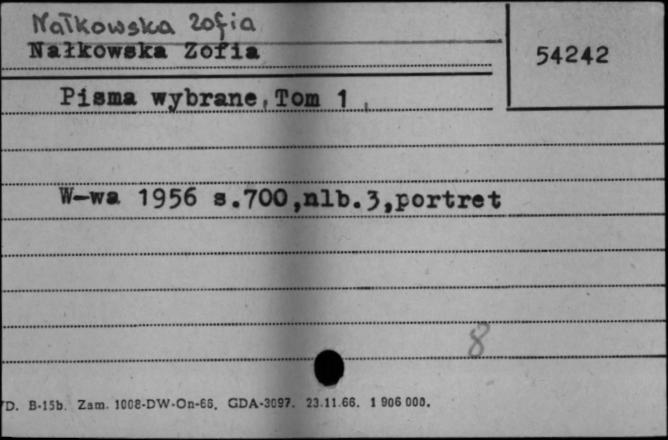 Nałkowska Zofia
Nałkowska Zofia
54242
Pisma wybrane, Tom 1,
W-wa 1956 s.700,nlb.3,portret
8
D. B-15b. Zam. 1008-DW-On-66. GDA-3097. 23.11.66. 1 906 000.